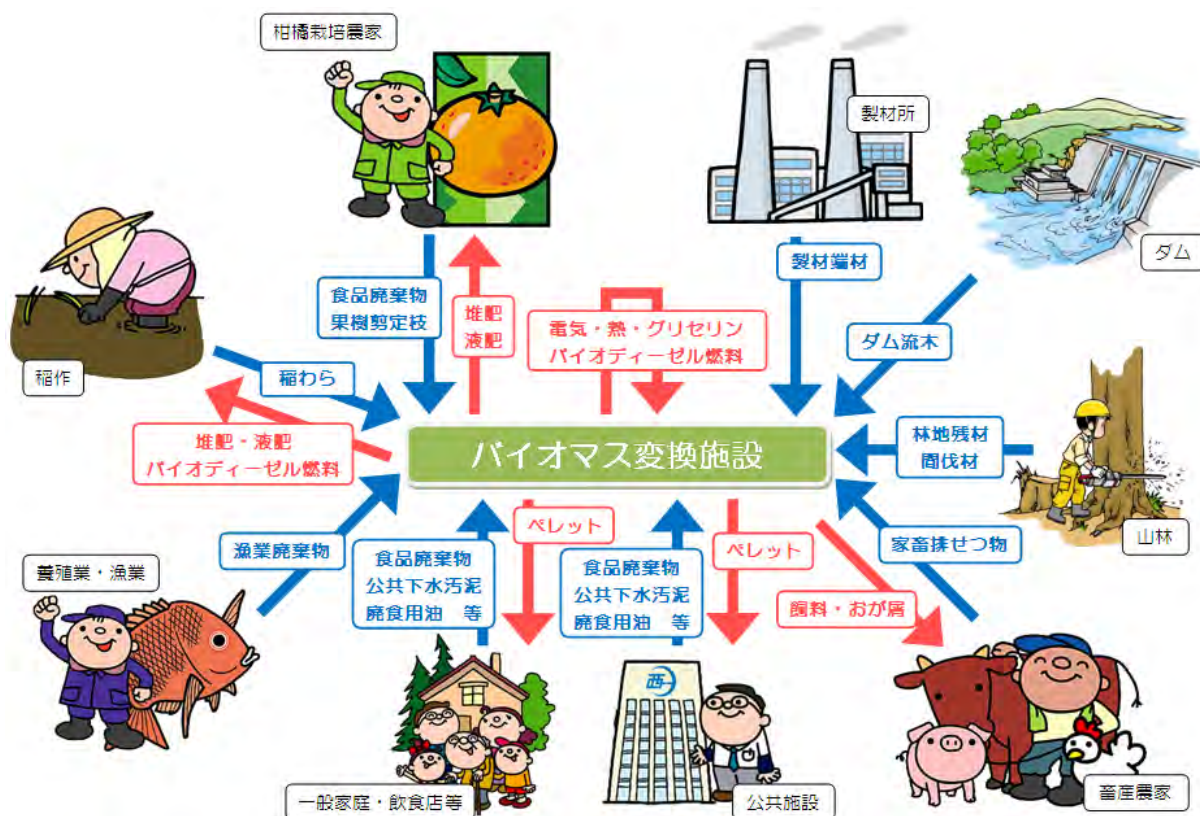 柑橘栽培農家
製材所
ダム
稲作
食品廃棄物
果樹剪定枝
堆肥
液肥
電気・熱・グリセリン
バイオディーゼル燃料
製材端材
ダム流木
稲わら
堆肥・液肥
バイオディーゼル燃料
バイオマス変換施設
林地残材
間伐材
山林
漁業廃棄物
養殖業・漁業
食品廃棄物
公共下水汚泥
廃食用油 等
ペレット
食品廃棄物
公共下水汚泥
廃食用油 等
ペレット
家畜排せつ物
飼料・おが屑
西
一般家庭・飲食店等
公共施設
畜産農家